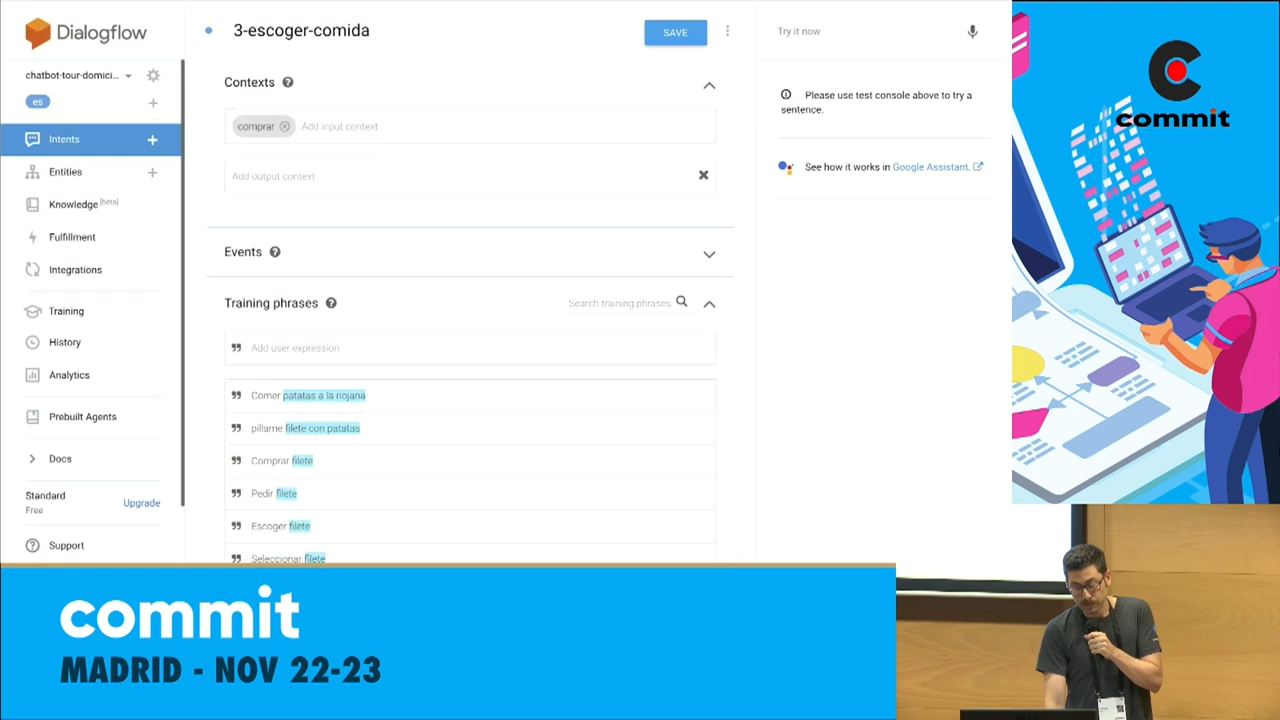 Dialogflow
chatbot-tour-domici...
es
Intents
Entities
Knowledge [beta]
Fulfillment
Integrations
Training
History
Analytics
Prebuilt Agents
Docs
Standard
Free
Upgrade
Support
3-escoger-comida
SAVE
Contexts
comprar
Add input context
Add output context
Events
Training phrases
Search training phrases
Add user expression
Comer patatas a la riojana
pillame filete con patatas
Comprar filete
Pedir filete
Escoger filete
Seleccionar filete
Try it now
Please use test console above to try a
sentence.
See how it works in Google Assistant.
commit
commit
MADRID - NOV 22-23